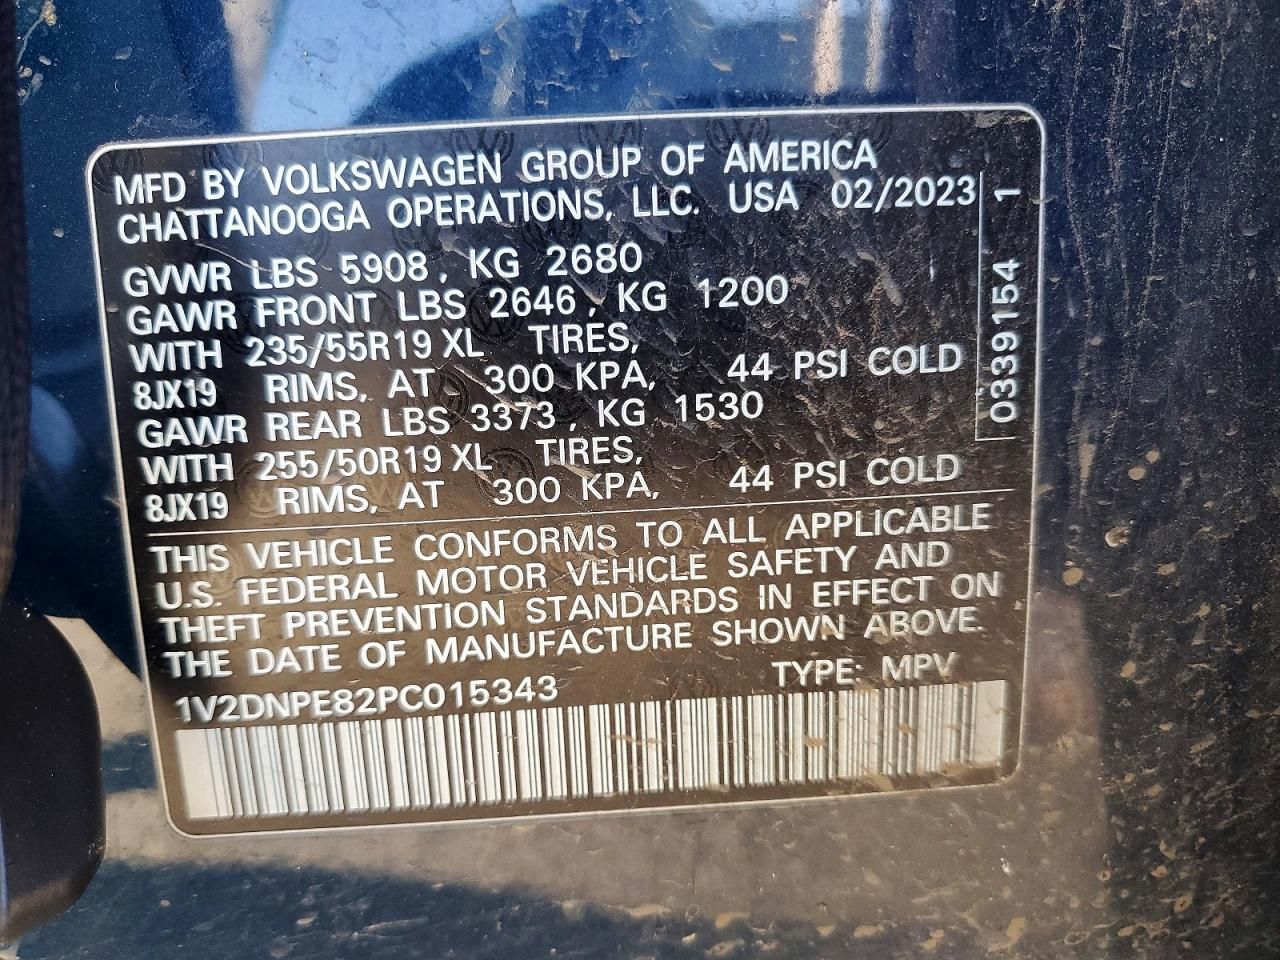 MFD BY VOLKSWAGEN GROUP OF AMERICA
CHATTANOOGA OPERATIONS, LLC. USA 02/2023
GVWR LBS 5908, KG 2680
GAWR FRONT LBS 2646, KG 1200
WITH 235/55R19 XL TIRES,
8JX19 RIMS, AT 300 KPA, 44 PSI COLD
GAWR REAR LBS 3373, KG 1530
WITH 255/50R19 XL TIRES,
8JX19 RIMS, AT 300 KPA, 44 PSI COLD
0339154 1
THIS VEHICLE CONFORMS TO ALL APPLICABLE
U.S. FEDERAL MOTOR VEHICLE SAFETY AND
THEFT PREVENTION STANDARDS IN EFFECT ON
THE DATE OF MANUFACTURE SHOWN ABOVE.
1V2DNPE82PC015343 TYPE: MPV